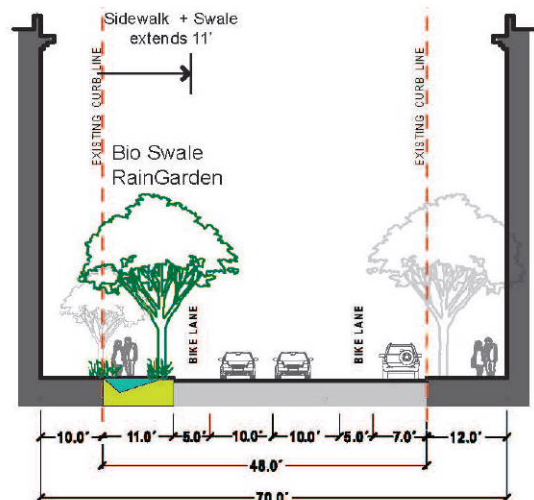 Sidewalk + Swale
extends 11'
EXISTING CURB LINE
EXISTING CURB LINE
Bio Swale
RainGarden
BIKE LANE
BIKE LANE
10.0' 11.0' 5.0' 10.0' 10.0' 5.0' 7.0' 12.0'
48.0'
70.0'